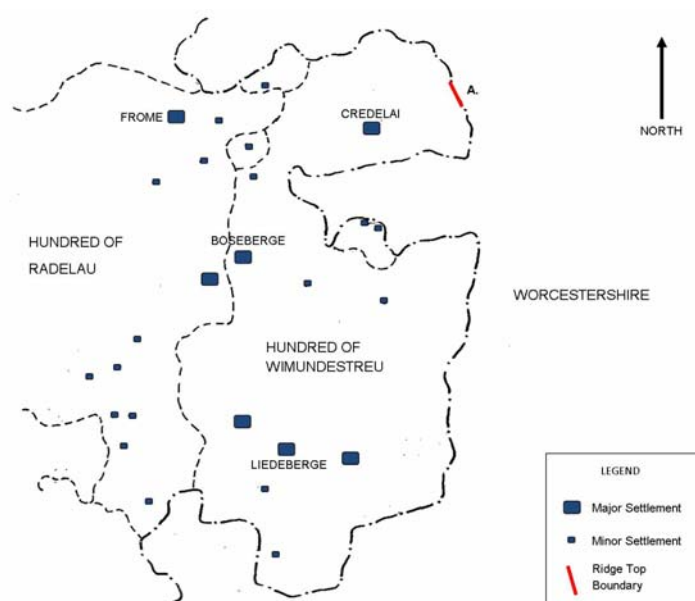 A.
FROME
CREDELAI
NORTH
BOSEBERGE
HUNDRED OF
RADELAU
WORCESTERSHIRE
HUNDRED OF
WIMUNDESTREU
LIEDEBERGE
LEGEND
Major Settlement
Minor Settlement
Ridge Top
Boundary